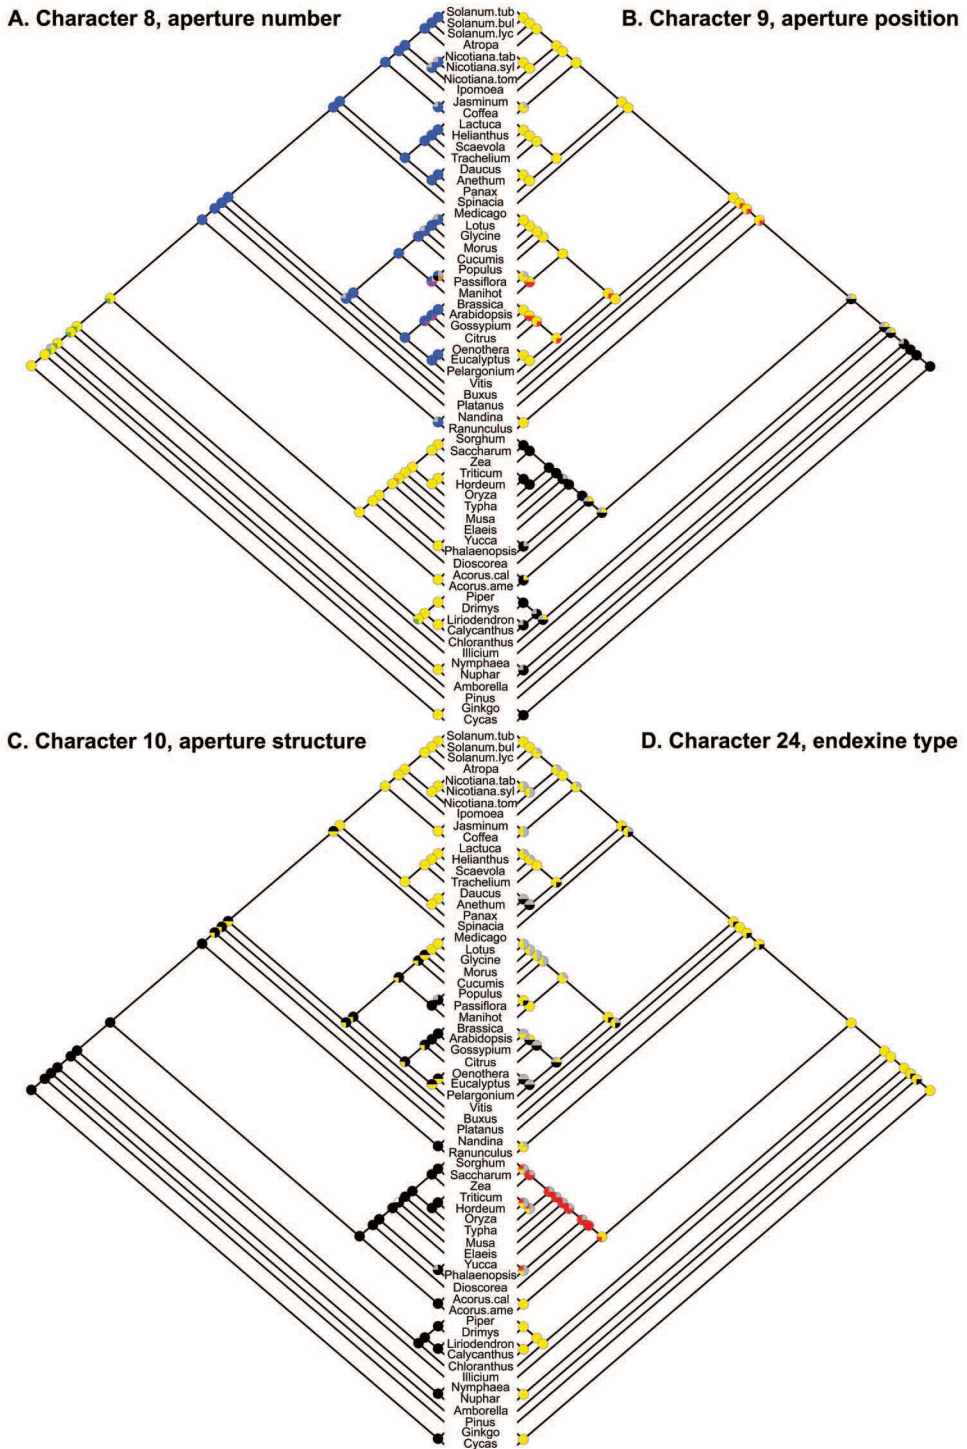 A. Character 8, aperture number
B. Character 9, aperture position
Solanum.tub
Solanum.bul
Solanum.lyc
Atropa
Nicotiana.tab
Nicotiana.syl
Nicotiana.tom
Ipomoea
Jasminum
Coffea
Lactuca
Helianthus
Scaevola
Trachelium
Daucus
Anethum
Panax
Spinacia
Medicago
Lotus
Glycine
Morus
Cucumis
Populus
Passiflora
Manihot
Brassica
Arabidopsis
Gossypium
Citrus
Oenothera
Eucalyptus
Pelargonium
Vitis
Buxus
Platanus
Nandina
Ranunculus
Sorghum
Saccharum
Zea
Triticum
Hordeum
Oryza
Typha
Musa
Elaeis
Yucca
Phalaenopsis
Dioscorea
Acorus.cal
Acorus.ame
Piper
Drimys
Liriodendron
Calycanthus
Chloranthus
Illicium
Nymphaea
Nuphar
Amborella
Pinus
Ginkgo
Cycas
C. Character 10, aperture structure
D. Character 24, endexine type
Solanum.tub
Solanum.bul
Solanum.lyc
Atropa
Nicotiana.tab
Nicotiana.syl
Nicotiana.tom
Ipomoea
Jasminum
Coffea
Lactuca
Helianthus
Scaevola
Trachelium
Daucus
Anethum
Panax
Spinacia
Medicago
Lotus
Glycine
Morus
Cucumis
Populus
Passiflora
Manihot
Brassica
Arabidopsis
Gossypium
Citrus
Oenothera
Eucalyptus
Pelargonium
Vitis
Buxus
Platanus
Nandina
Ranunculus
Sorghum
Saccharum
Zea
Triticum
Hordeum
Oryza
Typha
Musa
Elaeis
Yucca
Phalaenopsis
Dioscorea
Acorus.cal
Acorus.ame
Piper
Drimys
Liriodendron
Calycanthus
Chloranthus
Illicium
Nymphaea
Nuphar
Amborella
Pinus
Ginkgo
Cycas